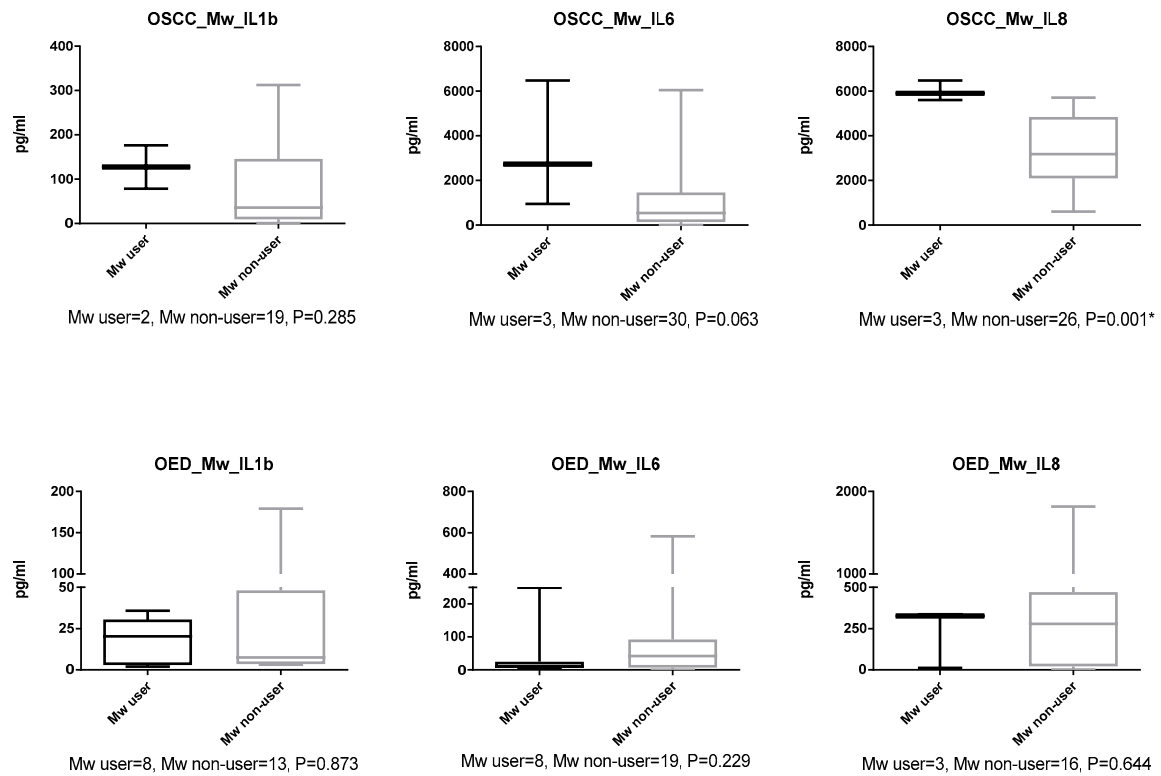 OSCC_Mw_IL1b
400
300
200
100
0
pg/ml
Mw user
Mw non-user
Mw user=2, Mw non-user=19, P=0.285
OSCC_Mw_IL6
8000
6000
4000
2000
0
pg/ml
Mw user
Mw non-user
Mw user=3, Mw non-user=30, P=0.063
OSCC_Mw_IL8
8000
6000
4000
2000
0
pg/ml
Mw user
Mw non-user
Mw user=3, Mw non-user=26, P=0.001*
OED_Mw_IL1b
200
150
100
50
25
0
pg/ml
Mw user
Mw non-user
Mw user=8, Mw non-user=13, P=0.873
OED_Mw_IL6
800
600
400
200
100
0
pg/ml
Mw user
Mw non-user
Mw user=8, Mw non-user=19, P=0.229
OED_Mw_IL8
2000
1000
500
250
0
pg/ml
Mw user
Mw non-user
Mw user=3, Mw non-user=16, P=0.644